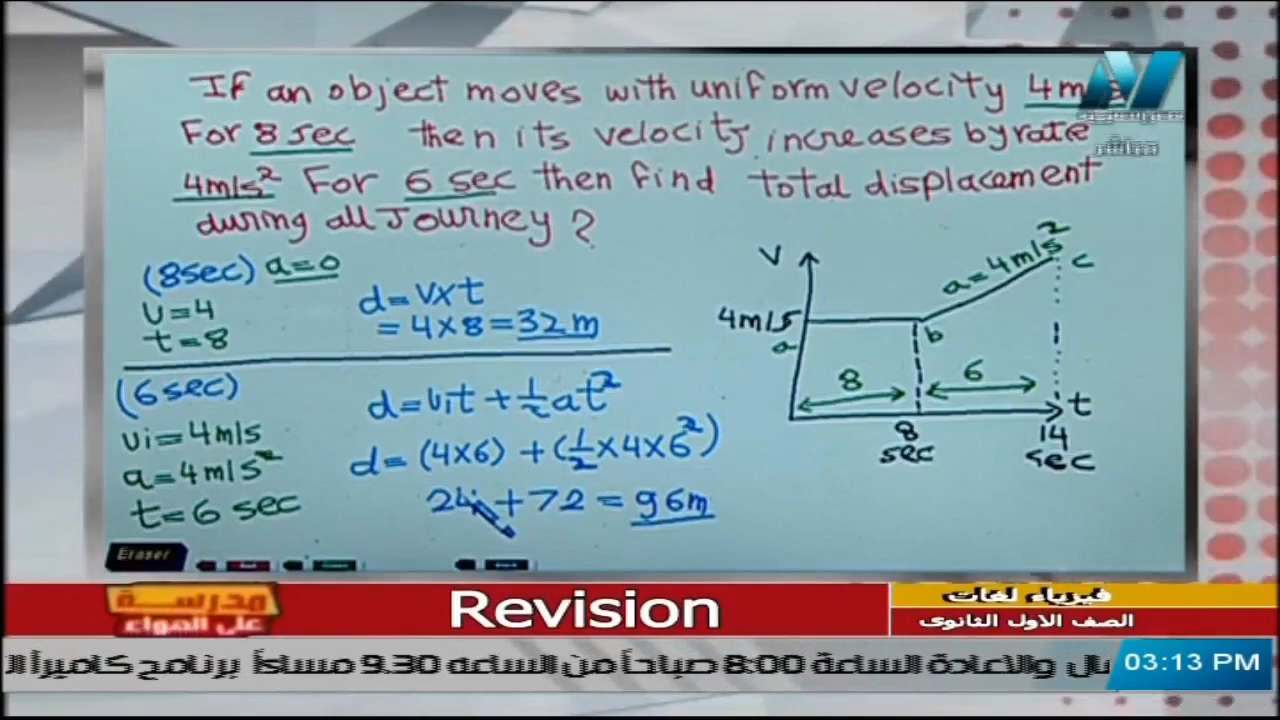 If an object moves with uniform velocity 4m/s
For 8 sec then its velocity increases by rate
4m/s² For 6 sec then find total displacement
during all Journey?
(8sec) a=0
v=4
t=8
d=v×t
=4×8=32m
(6sec)
vi=4m/s
a=4m/s²
t=6 sec
d=vit+½at²
d=(4×6)+(½×4×6²)
24+72=96m
V
4m/s
a
a=4m/s²
c
b
8
6
t
8
sec
14
sec
Eraser
مدرسة
على الهواء
Revision
فيزياء لغات
الصف الاول الثانوى
والاعادة الساعة 8:00 صباحاً من الساعه 9.30 مساءاً برنامج كاميرا
03:13 PM